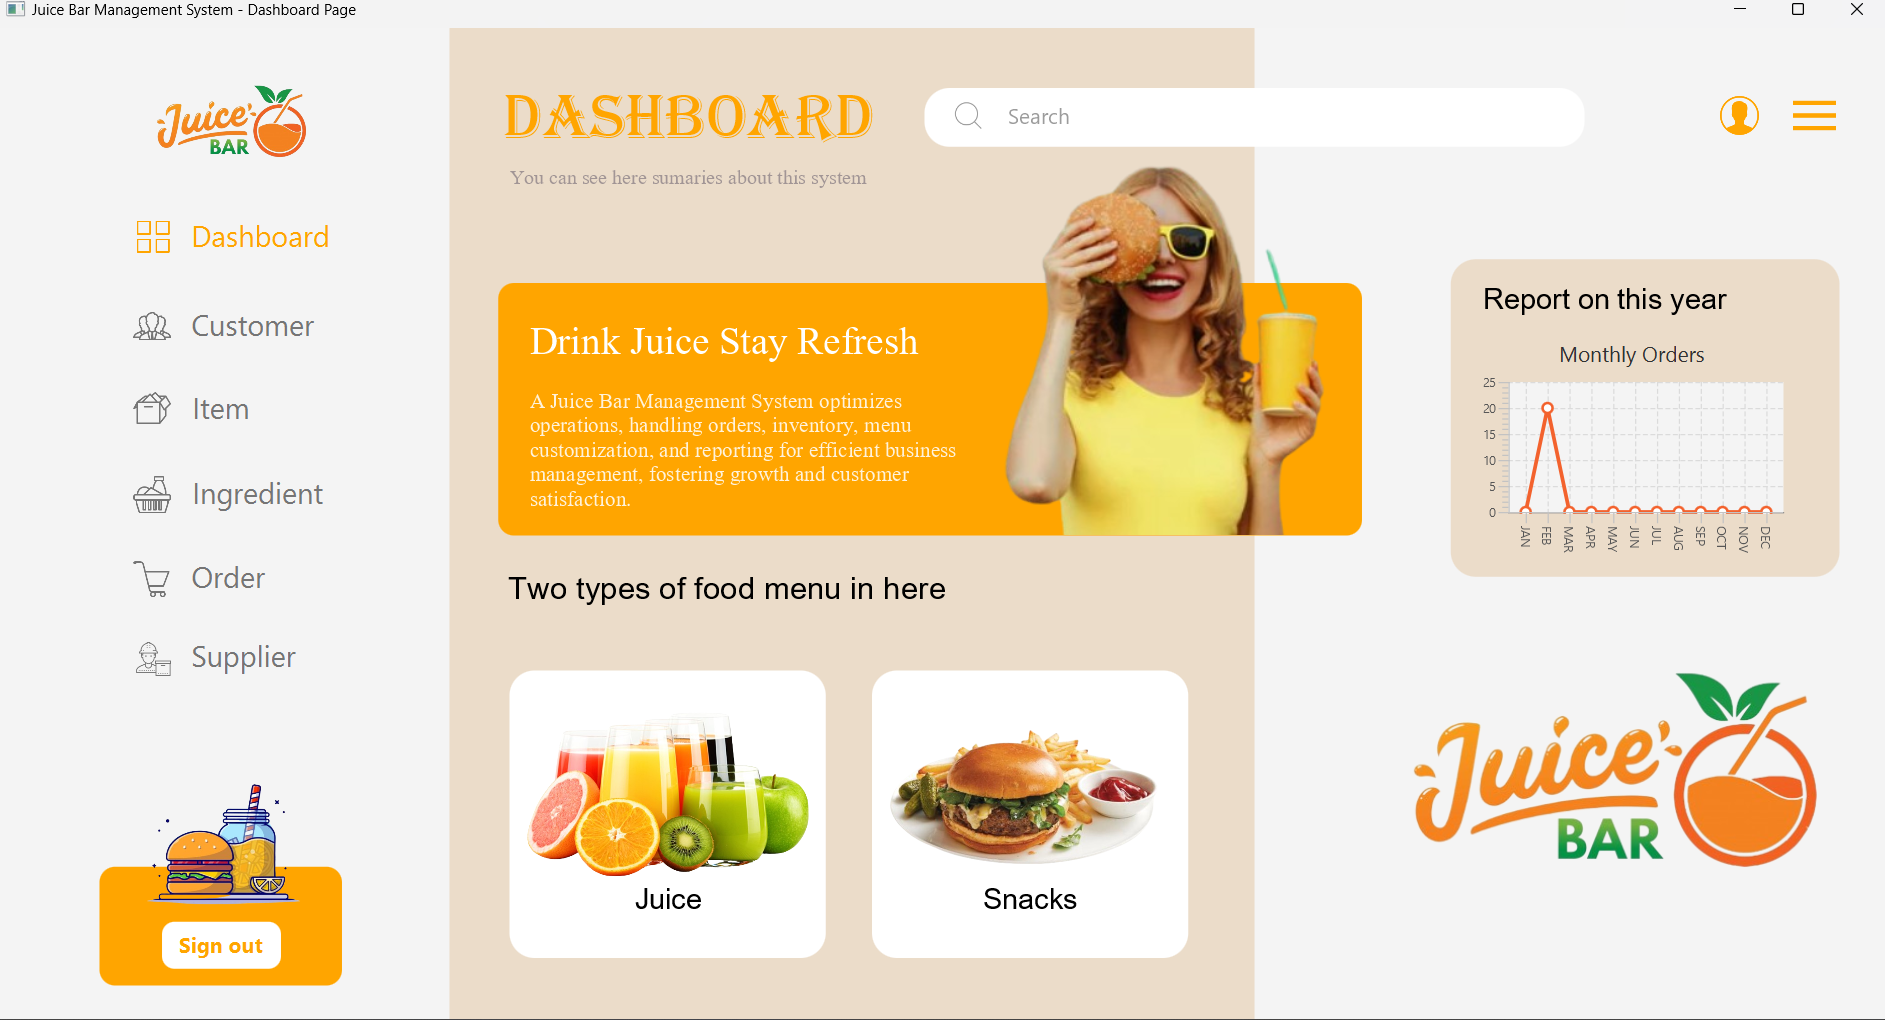 Juice Bar Management System - Dashboard Page
Juice
BAR
DASHBOARD
You can see here sumaries about this system
Search
Dashboard
Customer
Item
Ingredient
Order
Supplier
Sign out
Drink Juice Stay Refresh
A Juice Bar Management System optimizes
operations, handling orders, inventory, menu
customization, and reporting for efficient business
management, fostering growth and customer
satisfaction.
Two types of food menu in here
Juice
Snacks
Report on this year
Monthly Orders
25
20
15
10
5
0
JAN
FEB
MAR
APR
MAY
JUN
JUL
AUG
SEP
OCT
NOV
DEC
Juice
BAR